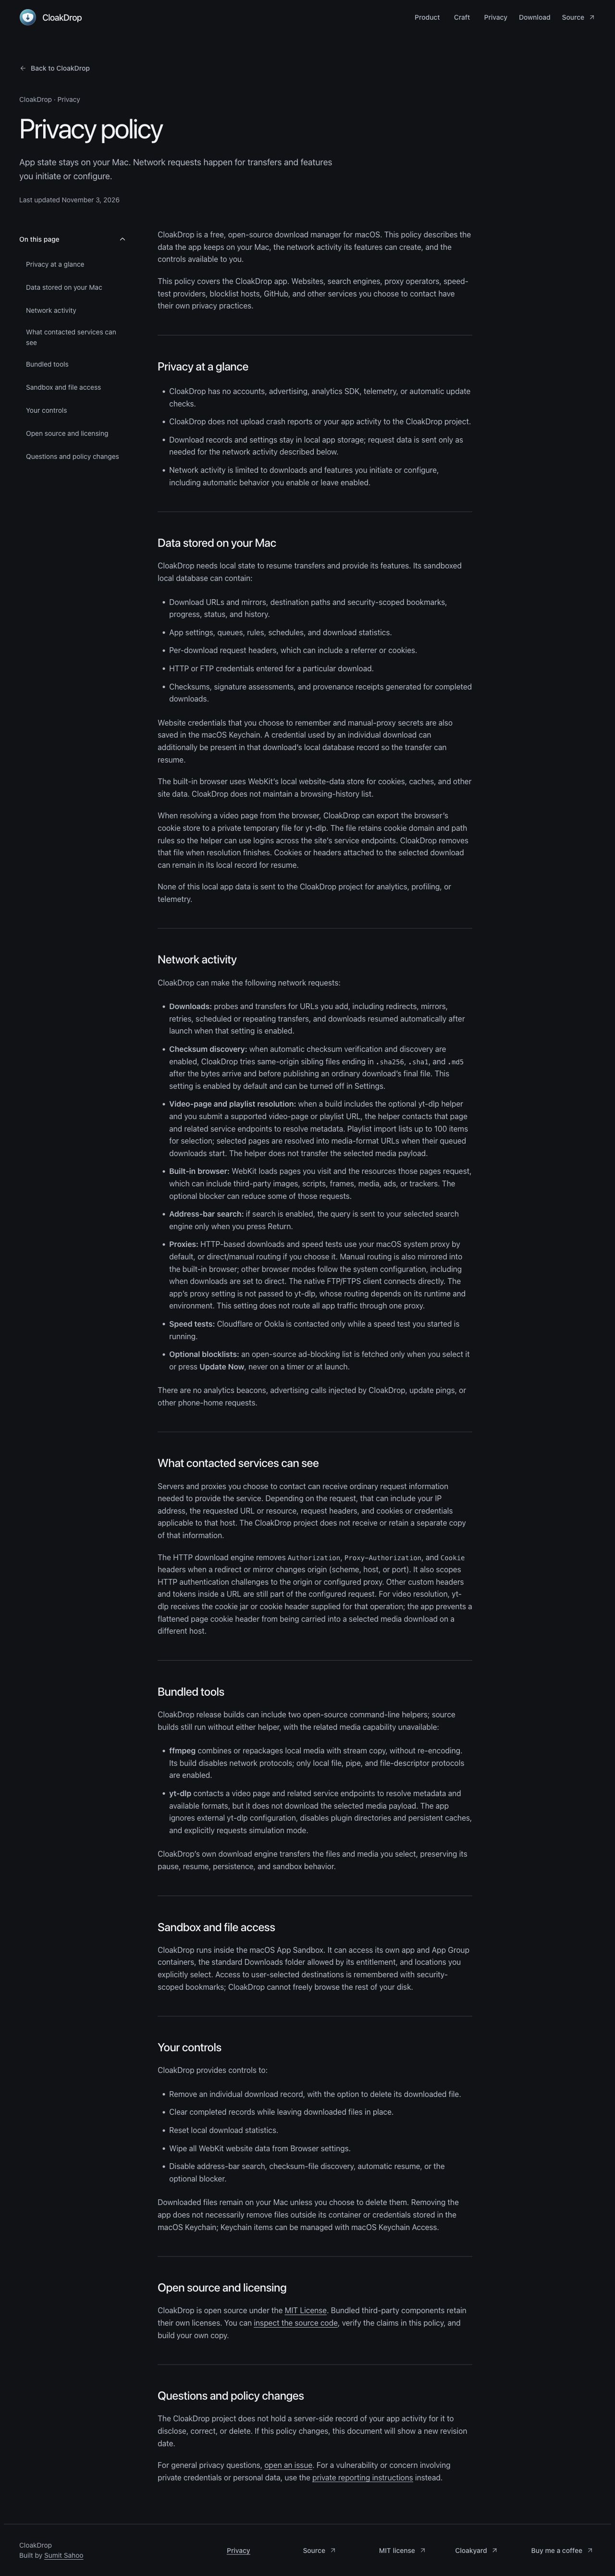 CloakDrop
Product
Craft
Privacy
Download
Source
Back to CloakDrop
CloakDrop · Privacy
Privacy policy
App state stays on your Mac. Network requests happen for transfers and features
you initiate or configure.
Last updated November 3, 2026
On this page
Privacy at a glance
Data stored on your Mac
Network activity
What contacted services can
see
Bundled tools
Sandbox and file access
Your controls
Open source and licensing
Questions and policy changes
CloakDrop is a free, open-source download manager for macOS. This policy describes the
data the app keeps on your Mac, the network activity its features can create, and the
controls available to you.
This policy covers the CloakDrop app. Websites, search engines, proxy operators, speed-
test providers, blocklist hosts, GitHub, and other services you choose to contact have
their own privacy practices.
Privacy at a glance
• CloakDrop has no accounts, advertising, analytics SDK, telemetry, or automatic update
checks.
• CloakDrop does not upload crash reports or your app activity to the CloakDrop project.
• Download records and settings stay in local app storage; request data is sent only as
needed for the network activity described below.
• Network activity is limited to downloads and features you initiate or configure,
including automatic behavior you enable or leave enabled.
Data stored on your Mac
CloakDrop needs local state to resume transfers and provide its features. Its sandboxed
local database can contain:
• Download URLs and mirrors, destination paths and security-scoped bookmarks,
progress, status, and history.
• App settings, queues, rules, schedules, and download statistics.
• Per-download request headers, which can include a referrer or cookies.
• HTTP or FTP credentials entered for a particular download.
• Checksums, signature assessments, and provenance receipts generated for completed
downloads.
Website credentials that you choose to remember and manual-proxy secrets are also
saved in the macOS Keychain. A credential used by an individual download can
additionally be present in that download's local database record so the transfer can
resume.
The built-in browser uses WebKit's local website-data store for cookies, caches, and other
site data. CloakDrop does not maintain a browsing-history list.
When resolving a video page from the browser, CloakDrop can export the browser's
cookie store to a private temporary file for yt-dlp. The file retains cookie domain and path
rules so the helper can use logins across the site's service endpoints. CloakDrop removes
that file when resolution finishes. Cookies or headers attached to the selected download
can remain in its local record for resume.
None of this local app data is sent to the CloakDrop project for analytics, profiling, or
telemetry.
Network activity
CloakDrop can make the following network requests:
• Downloads: probes and transfers for URLs you add, including redirects, mirrors,
retries, scheduled or repeating transfers, and downloads resumed automatically after
launch when that setting is enabled.
• Checksum discovery: when automatic checksum verification and discovery are
enabled, CloakDrop tries same-origin sibling files ending in .sha256, .sha1, and .md5
after the bytes arrive and before publishing an ordinary download's final file. This
setting is enabled by default and can be turned off in Settings.
• Video-page and playlist resolution: when a build includes the optional yt-dlp helper
and you submit a supported video-page or playlist URL, the helper contacts that page
and related service endpoints to resolve metadata. Playlist import lists up to 100 items
for selection; selected pages are resolved into media-format URLs when their queued
downloads start. The helper does not transfer the selected media payload.
• Built-in browser: WebKit loads pages you visit and the resources those pages request,
which can include third-party images, scripts, frames, media, ads, or trackers. The
optional blocker can reduce some of those requests.
• Address-bar search: if search is enabled, the query is sent to your selected search
engine only when you press Return.
• Proxies: HTTP-based downloads and speed tests use your macOS system proxy by
default, or direct/manual routing if you choose it. Manual routing is also mirrored into
the built-in browser; other browser modes follow the system configuration, including
when downloads are set to direct. The native FTP/FTPS client connects directly. The
app's proxy setting is not passed to yt-dlp, whose routing depends on its runtime and
environment. This setting does not route all app traffic through one proxy.
• Speed tests: Cloudflare or Ookla is contacted only while a speed test you started is
running.
• Optional blocklists: an open-source ad-blocking list is fetched only when you select it
or press Update Now, never on a timer or at launch.
There are no analytics beacons, advertising calls injected by CloakDrop, update pings, or
other phone-home requests.
What contacted services can see
Servers and proxies you choose to contact can receive ordinary request information
needed to provide the service. Depending on the request, that can include your IP
address, the requested URL or resource, request headers, and cookies or credentials
applicable to that host. The CloakDrop project does not receive or retain a separate copy
of that information.
The HTTP download engine removes Authorization, Proxy-Authorization, and Cookie
headers when a redirect or mirror changes origin (scheme, host, or port). It also scopes
HTTP authentication challenges to the origin or configured proxy. Other custom headers
and tokens inside a URL are still part of the configured request. For video resolution, yt-
dlp receives the cookie jar or cookie header supplied for that operation; the app prevents a
flattened page cookie header from being carried into a selected media download on a
different host.
Bundled tools
CloakDrop release builds can include two open-source command-line helpers; source
builds still run without either helper, with the related media capability unavailable:
• ffmpeg combines or repackages local media with stream copy, without re-encoding.
Its build disables network protocols; only local file, pipe, and file-descriptor protocols
are enabled.
• yt-dlp contacts a video page and related service endpoints to resolve metadata and
available formats, but it does not download the selected media payload. The app
ignores external yt-dlp configuration, disables plugin directories and persistent caches,
and explicitly requests simulation mode.
CloakDrop's own download engine transfers the files and media you select, preserving its
pause, resume, persistence, and sandbox behavior.
Sandbox and file access
CloakDrop runs inside the macOS App Sandbox. It can access its own app and App Group
containers, the standard Downloads folder allowed by its entitlement, and locations you
explicitly select. Access to user-selected destinations is remembered with security-
scoped bookmarks; CloakDrop cannot freely browse the rest of your disk.
Your controls
CloakDrop provides controls to:
• Remove an individual download record, with the option to delete its downloaded file.
• Clear completed records while leaving downloaded files in place.
• Reset local download statistics.
• Wipe all WebKit website data from Browser settings.
• Disable address-bar search, checksum-file discovery, automatic resume, or the
optional blocker.
Downloaded files remain on your Mac unless you choose to delete them. Removing the
app does not necessarily remove files outside its container or credentials stored in the
macOS Keychain; Keychain items can be managed with macOS Keychain Access.
Open source and licensing
CloakDrop is open source under the MIT License. Bundled third-party components retain
their own licenses. You can inspect the source code, verify the claims in this policy, and
build your own copy.
Questions and policy changes
The CloakDrop project does not hold a server-side record of your app activity for it to
disclose, correct, or delete. If this policy changes, this document will show a new revision
date.
For general privacy questions, open an issue. For a vulnerability or concern involving
private credentials or personal data, use the private reporting instructions instead.
CloakDrop
Built by Sumit Sahoo
Privacy
Source
MIT license
Cloakyard
Buy me a coffee